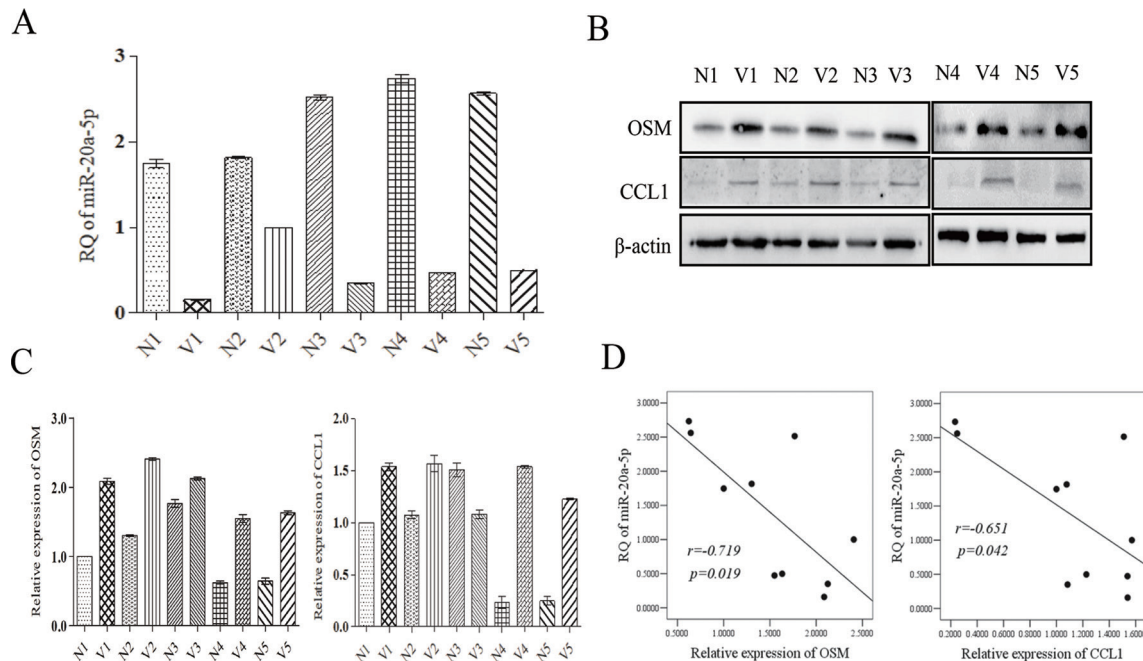 A
RQ of miR-20a-5p
3
2
1
0
N1 V1 N2 V2 N3 V3 N4 V4 N5 V5
B
N1 V1 N2 V2 N3 V3 N4 V4 N5 V5
OSM
CCL1
β-actin
C
Relative expression of OSM
3.0
2.0
1.0
0.0
N1 V1 N2 V2 N3 V3 N4 V4 N5 V5
Relative expression of CCL1
2.0
1.5
1.0
0.5
0.0
N1 V1 N2 V2 N3 V3 N4 V4 N5 V5
D
RQ of miR-20a-5p
3.0000
2.5000
2.0000
1.5000
1.0000
0.5000
0.0000
r=-0.719
p=0.019
0.5000 1.0000 1.5000 2.0000 2.5000
Relative expression of OSM
RQ of miR-20a-5p
3.0000
2.5000
2.0000
1.5000
1.0000
0.5000
0.0000
r=-0.651
p=0.042
0.2000 0.4000 0.6000 0.8000 1.0000 1.2000 1.4000 1.6000
Relative expression of CCL1